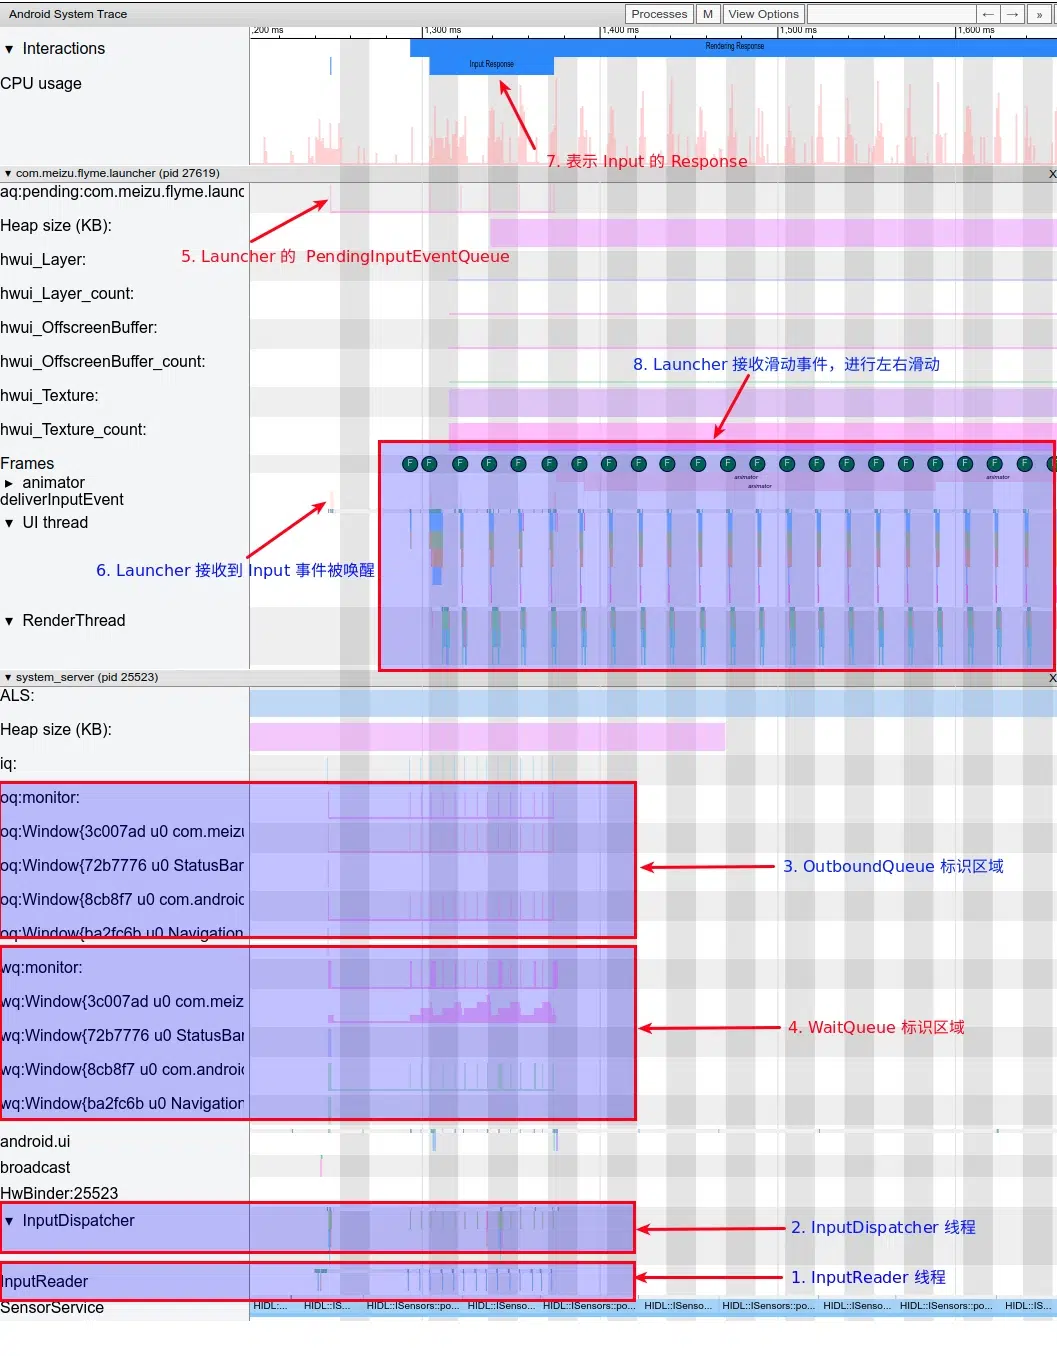 Android System Trace
Processes M View Options ← → »
,200 ms 1,300 ms 1,400 ms 1,500 ms 1,600 ms
▼ Interactions
Rendering Response
Input Response
CPU usage
7. 表示 Input 的 Response
▼ com.meizu.flyme.launcher (pid 27619) X
aq:pending:com.meizu.flyme.launc
Heap size (KB):
5. Launcher 的 PendingInputEventQueue
hwui_Layer:
hwui_Layer_count:
hwui_OffscreenBuffer:
hwui_OffscreenBuffer_count:
8. Launcher 接收滑动事件，进行左右滑动
hwui_Texture:
hwui_Texture_count:
Frames
F F F F F F F F F F F F F F F F F F F F F F
▶ animator
animator animator
animator
deliverInputEvent
▼ UI thread
6. Launcher 接收到 Input 事件被唤醒
▼ RenderThread
▼ system_server (pid 25523) X
ALS:
Heap size (KB):
iq:
oq:monitor:
oq:Window{3c007ad u0 com.meizu
oq:Window{72b7776 u0 StatusBar
3. OutboundQueue 标识区域
oq:Window{8cb8f7 u0 com.android
oq:Window{ba2fc6b u0 Navigation
wq:monitor:
wq:Window{3c007ad u0 com.meiz
4. WaitQueue 标识区域
wq:Window{72b7776 u0 StatusBar
wq:Window{8cb8f7 u0 com.android
wq:Window{ba2fc6b u0 Navigation
android.ui
broadcast
HwBinder:25523
▼ InputDispatcher
2. InputDispatcher 线程
InputReader
1. InputReader 线程
SensorService
HIDL:... HIDL::IS... HIDL::ISensors::po... HIDL::ISenso... HIDL::ISensors::po... HIDL::ISenso... HIDL::ISensors::po... HIDL::ISenso... HIDL::ISensors::po... HIDL::IS...